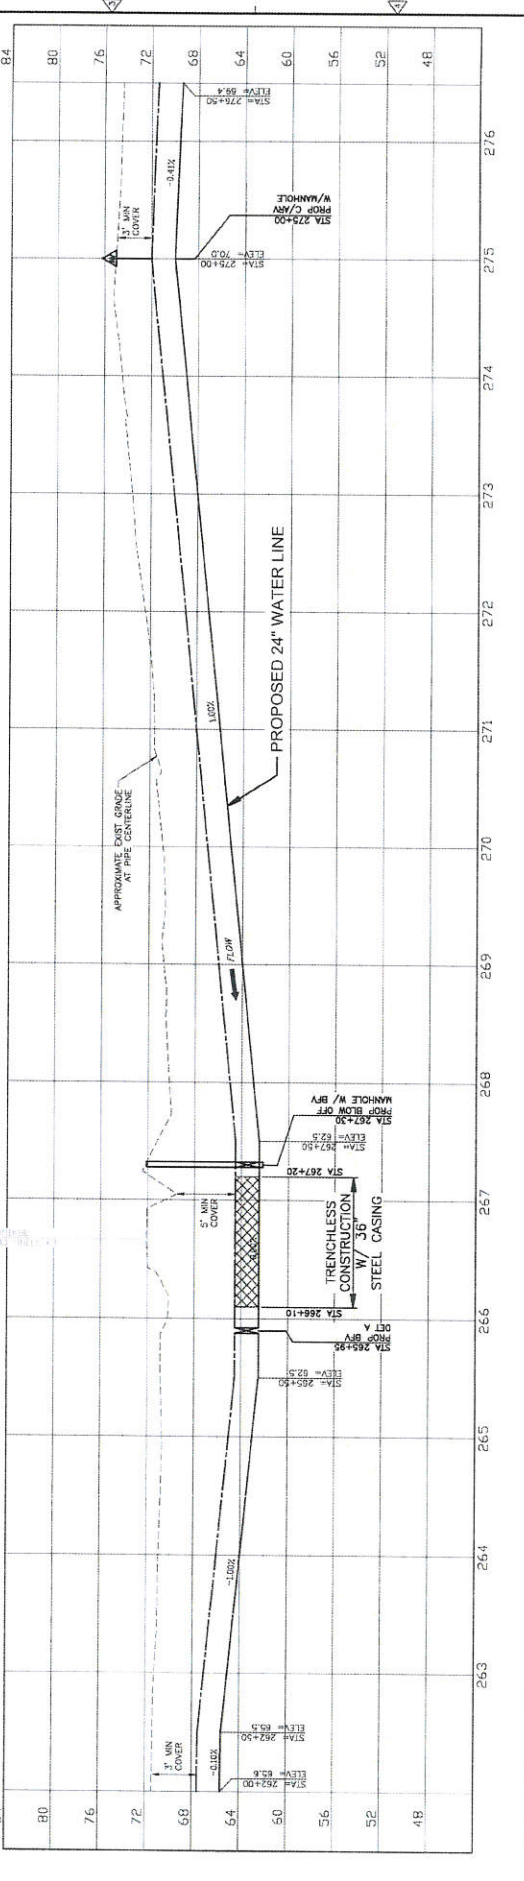 84
80
76
72
68
64
60
56
52
48
84
80
76
72
68
64
60
56
52
48
263
264
265
266
267
268
269
270
271
272
273
274
275
276
3' MIN
COVER
-0.10%
STA= 262+00
ELEV= 65.6
STA= 262+50
ELEV= 65.5
-1.00%
STA= 265+50
ELEV= 62.5
STA 265+95
PROP BFV
DET A
STA 266+10
TRENCHLESS
CONSTRUCTION
W/ 36"
STEEL CASING
5' MIN
COVER
STA 267+20
STA= 267+50
ELEV= 62.5
STA 267+30
PROP BLOW OFF
MANHOLE W/ BFV
FLOW
APPROXIMATE EXIST GRADE
AT PIPE CENTERLINE
1.00%
PROPOSED 24" WATER LINE
3' MIN
COVER
STA= 275+00
ELEV= 70.0
STA 275+00
PROP C/ARV
W/MANHOLE
-0.41%
STA= 276+50
ELEV= 69.4